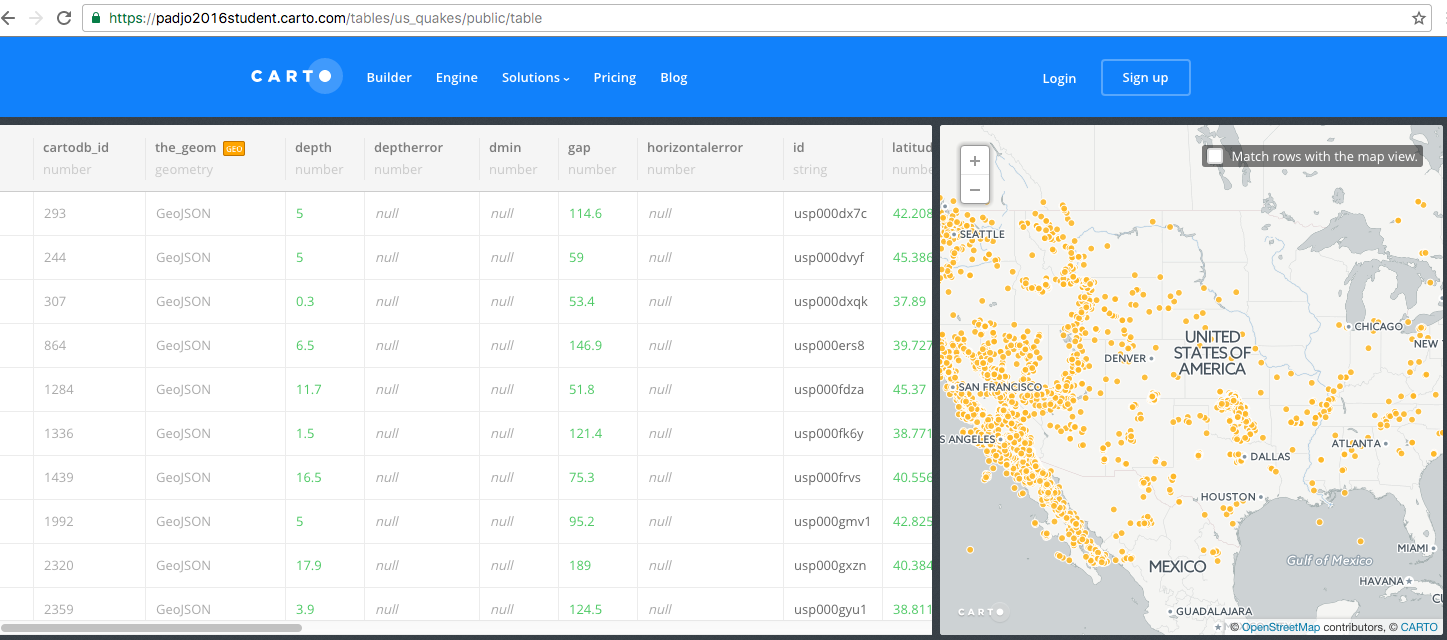 https://padjo2016student.carto.com/tables/us_quakes/public/table
CARTO Builder Engine Solutions Pricing Blog Login Sign up
cartodb_id the_geom GEO depth deptherror dmin gap horizontalerror id latitud
number geometry number number number number number string numbe
293 GeoJSON 5 null null 114.6 null usp000dx7c 42.208
244 GeoJSON 5 null null 59 null usp000dvyf 45.386
307 GeoJSON 0.3 null null 53.4 null usp000dxqk 37.89
864 GeoJSON 6.5 null null 146.9 null usp000ers8 39.727
1284 GeoJSON 11.7 null null 51.8 null usp000fdza 45.37
1336 GeoJSON 1.5 null null 121.4 null usp000fk6y 38.771
1439 GeoJSON 16.5 null null 75.3 null usp000frvs 40.556
1992 GeoJSON 5 null null 95.2 null usp000gmv1 42.825
2320 GeoJSON 17.9 null null 189 null usp000gxzn 40.384
2359 GeoJSON 3.9 null null 124.5 null usp000gyu1 38.811
+
Match rows with the map view.
−
SEATTLE
CHICAGO
UNITED
NEW
STATES OF
DENVER
AMERICA
SAN FRANCISCO
S ANGELES
ATLANTA
DALLAS
HOUSTON
MIAMI
Gulf of Mexico
MEXICO
HAVANA
CU
CARTO
GUADALAJARA
© OpenStreetMap contributors, © CARTO